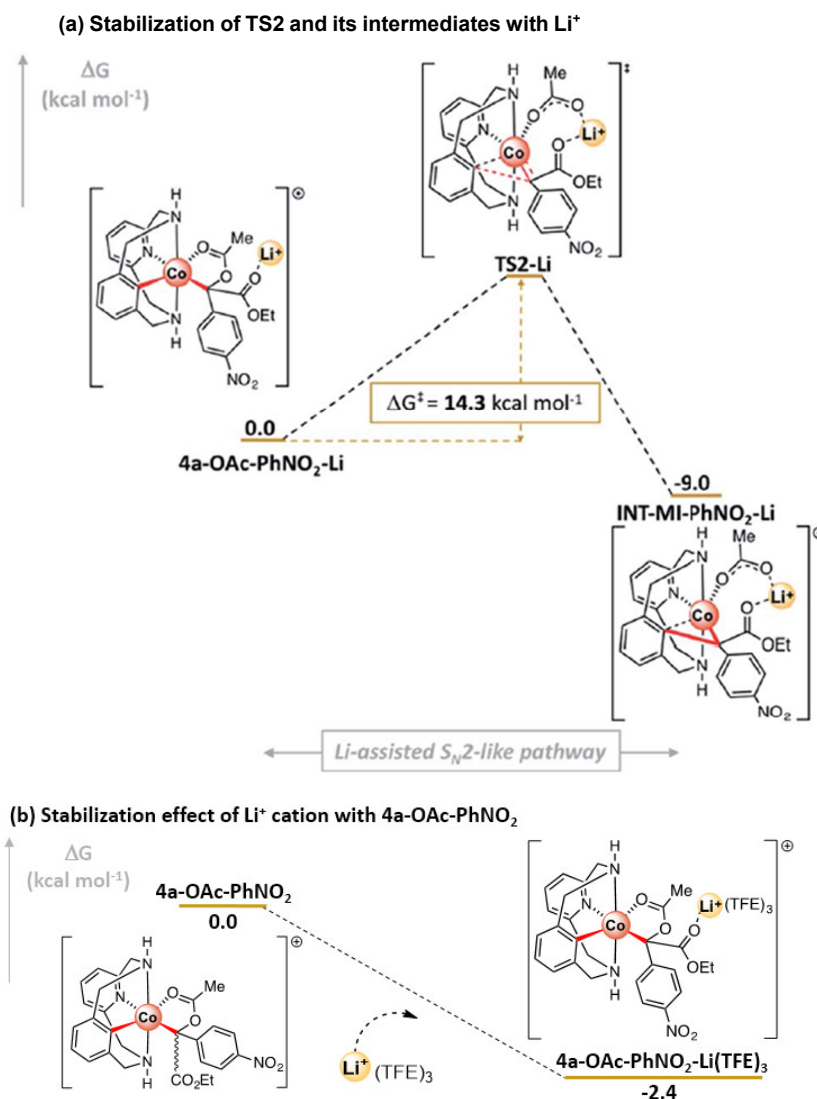 (a) Stabilization of TS2 and its intermediates with Li⁺
ΔG
(kcal mol⁻¹)
H
N
N
Co
N
H
O
Me
O
O
Li⁺
OEt
NO₂
‡
TS2-Li
H
N
N
Co
N
H
O
Me
O
O
Li⁺
OEt
NO₂
⊕
ΔG‡ = 14.3 kcal mol⁻¹
0.0
4a-OAc-PhNO₂-Li
-9.0
INT-MI-PhNO₂-Li
H
N
N
Co
N
H
O
Me
O
O
Li⁺
OEt
NO₂
Li-assisted SN2-like pathway
(b) Stabilization effect of Li⁺ cation with 4a-OAc-PhNO₂
ΔG
(kcal mol⁻¹)
4a-OAc-PhNO₂
0.0
H
N
N
Co
N
H
O
Me
O
NO₂
CO₂Et
⊕
Li⁺ (TFE)₃
H
N
N
Co
N
H
O
Me
O
O
Li⁺ (TFE)₃
OEt
NO₂
⊕
4a-OAc-PhNO₂-Li(TFE)₃
-2.4